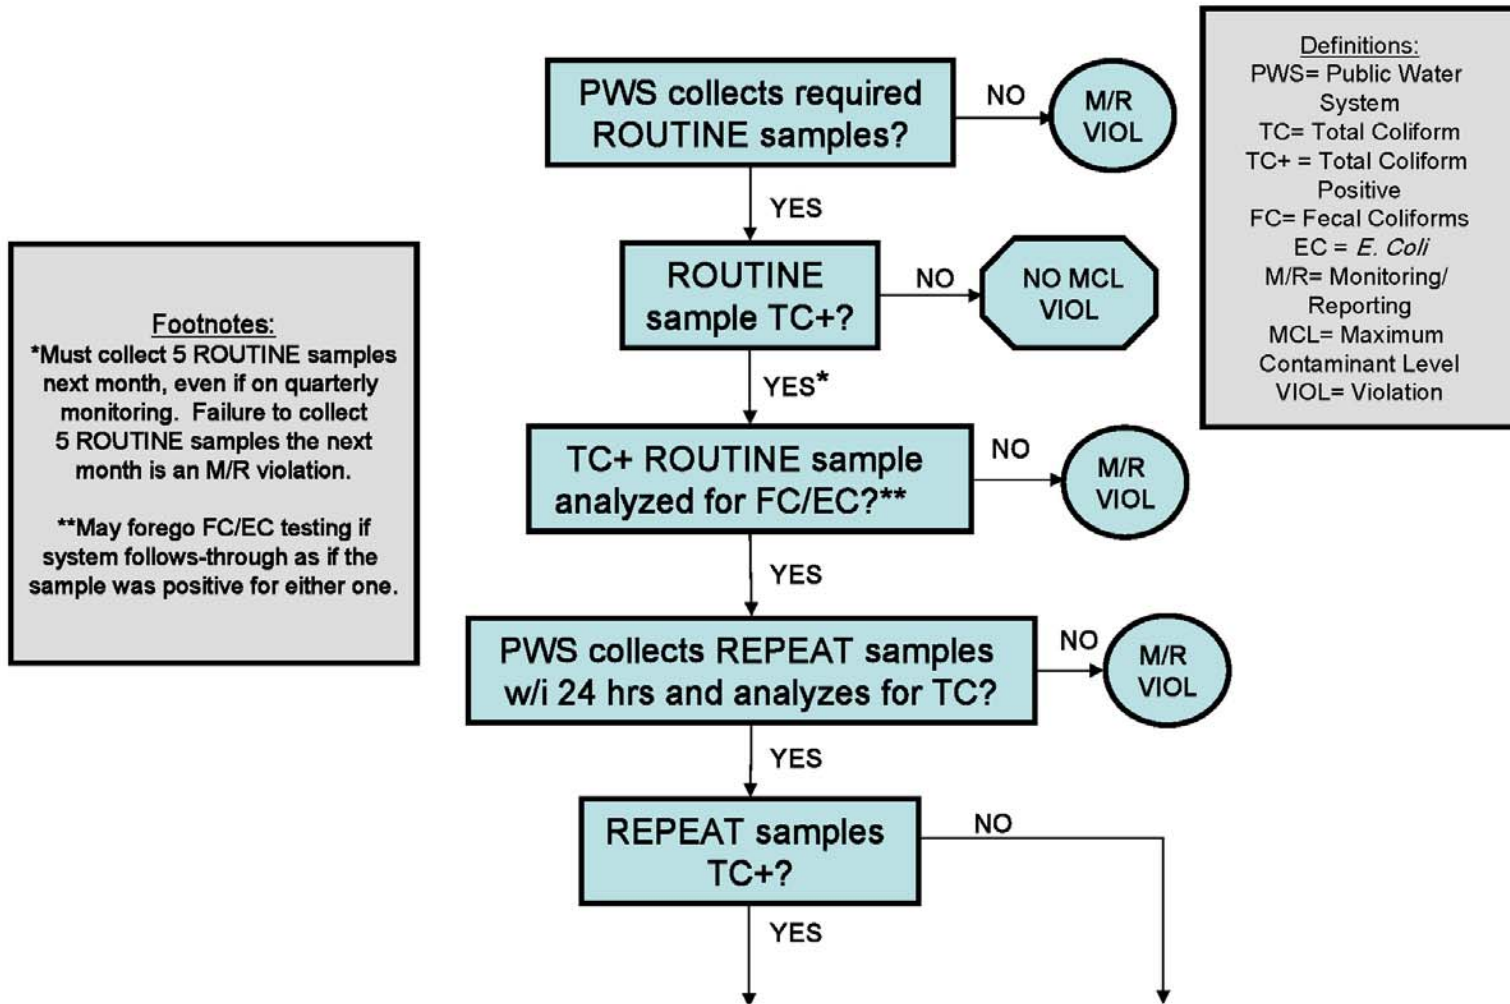 PWS collects required
ROUTINE samples?
NO
M/R
VIOL
YES
ROUTINE
sample TC+?
NO
NO MCL
VIOL
YES*
TC+ ROUTINE sample
analyzed for FC/EC?**
NO
M/R
VIOL
YES
PWS collects REPEAT samples
w/i 24 hrs and analyzes for TC?
NO
M/R
VIOL
YES
REPEAT samples
TC+?
NO
YES
Footnotes:
*Must collect 5 ROUTINE samples
next month, even if on quarterly
monitoring. Failure to collect
5 ROUTINE samples the next
month is an M/R violation.
**May forego FC/EC testing if
system follows-through as if the
sample was positive for either one.
Definitions:
PWS= Public Water
System
TC= Total Coliform
TC+ = Total Coliform
Positive
FC= Fecal Coliforms
EC = E. Coli
M/R= Monitoring/
Reporting
MCL= Maximum
Contaminant Level
VIOL= Violation